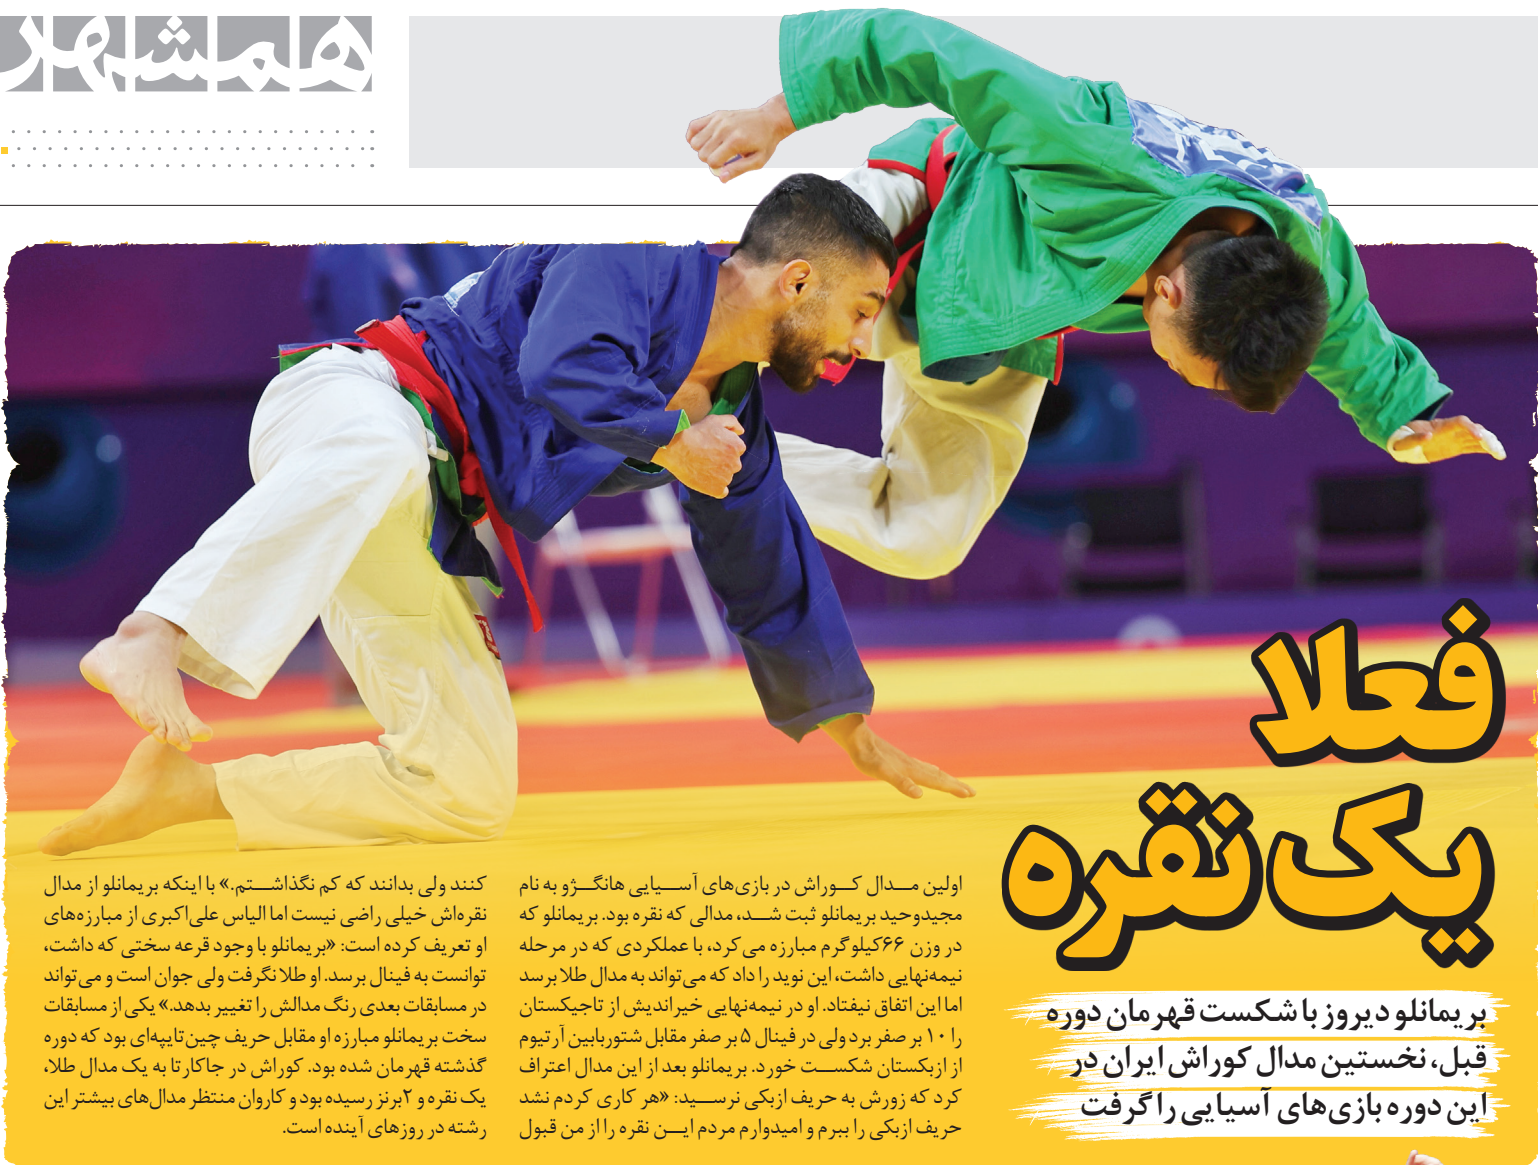 همشهری
فعلا
یک نقره
بریمانلو دیروز با شکست قهرمان دوره
قبل، نخستین مدال کوراش ایران در
این دوره بازی‌های آسیایی را گرفت
اولین مـدال کـوراش در بازی‌های آسـیایی هانگـژو به نام
مجیدوحید بریمانلو ثبت شـد، مدالی که نقره بود. بریمانلو که
در وزن ۶۶کیلوگرم مبارزه می‌کرد، با عملکردی که در مرحله
نیمه‌نهایی داشت، این نوید را داد که می‌تواند به مدال طلا برسد
اما این اتفاق نیفتاد. او در نیمه‌نهایی خیراندیش از تاجیکستان
را ۱۰ بر صفر برد ولی در فینال ۵ بر صفر مقابل شتوربایین آرتیوم
از ازبکستان شکسـت خورد. بریمانلو بعد از این مدال اعتراف
کرد که زورش به حریف ازبکی نرسـید: «هر کاری کردم نشد
حریف ازبکی را ببرم و امیدوارم مردم ایـن نقره را از من قبول
کنند ولی بدانند که کم نگذاشـتم.» با اینکه بریمانلو از مدال
نقره‌اش خیلی راضی نیست اما الیاس علی‌اکبری از مبارزه‌های
او تعریف کرده است: «بریمانلو با وجود قرعه سختی که داشت،
توانست به فینال برسد. او طلا نگرفت ولی جوان است و می‌تواند
در مسابقات بعدی رنگ مدالش را تغییر بدهد.» یکی از مسابقات
سخت بریمانلو مبارزه او مقابل حریف چین‌تایپه‌ای بود که دوره
گذشته قهرمان شده بود. کوراش در جاکارتا به یک مدال طلا،
یک نقره و ۲برنز رسیده بود و کاروان منتظر مدال‌های بیشتر این
رشته در روزهای آینده است.